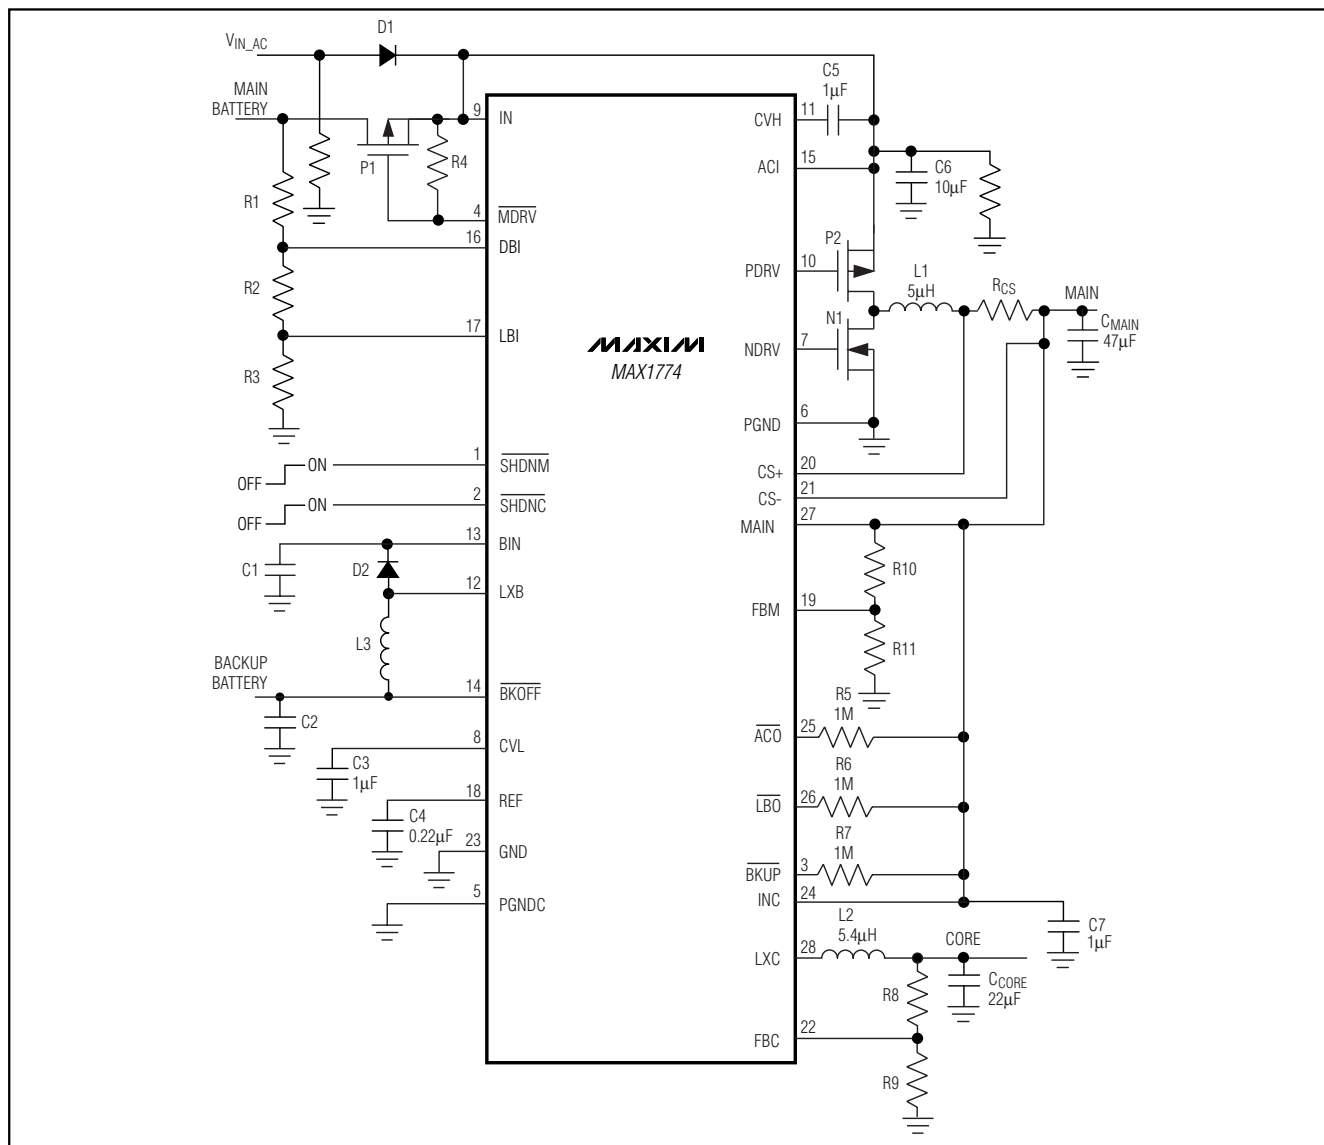 D1
VIN_AC
MAIN
BATTERY
9
IN
P1
R4
R1
4
MDRV
16
DBI
R2
17
LBI
R3
MAXIM
MAX1774
1
SHDNM
ON
OFF
2
SHDNC
ON
OFF
13
BIN
C1
D2
12
LXB
L3
BACKUP
BATTERY
14
BKOFF
C2
8
CVL
C3
1µF
18
REF
C4
0.22µF
23
GND
5
PGNDC
C5
1µF
11
CVH
15
ACI
C6
10µF
P2
10
PDRV
L1
5µH
RCS
MAIN
CMAIN
47µF
N1
7
NDRV
6
PGND
20
CS+
21
CS-
27
MAIN
R10
19
FBM
R11
R5
1M
25
ACO
R6
1M
26
LBO
R7
1M
3
BKUP
24
INC
C7
1µF
L2
5.4µH
CORE
28
LXC
CCORE
22µF
R8
22
FBC
R9